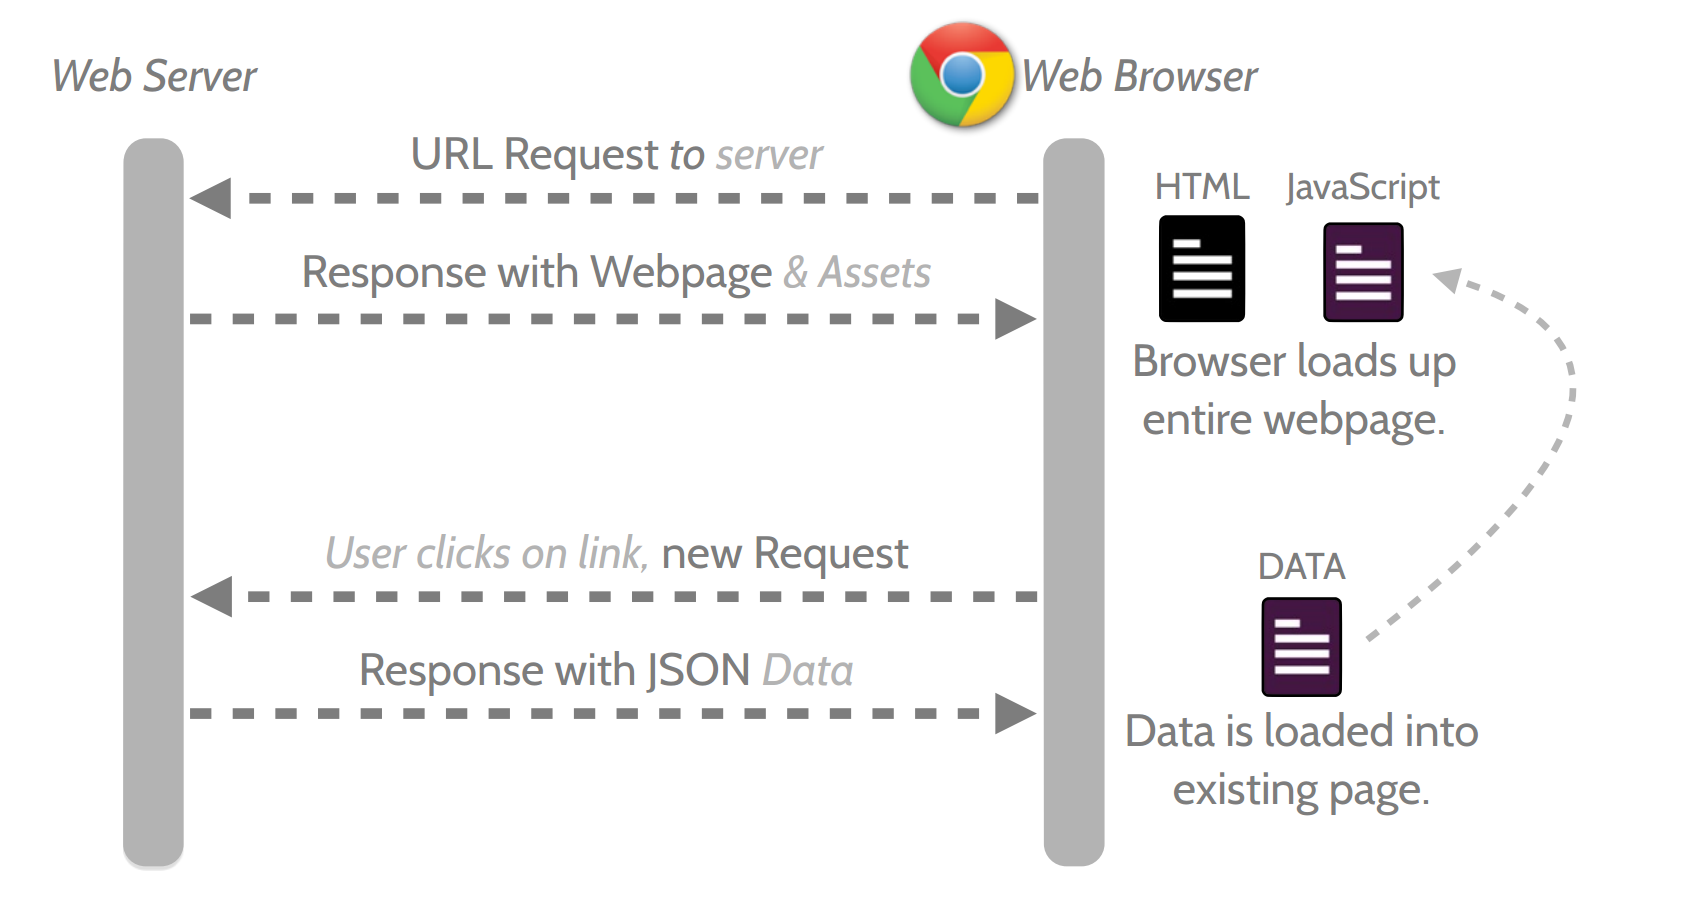 Web Server
Web Browser
URL Request to server
HTML
JavaScript
Response with Webpage & Assets
Browser loads up
entire webpage.
User clicks on link, new Request
DATA
Response with JSON Data
Data is loaded into
existing page.